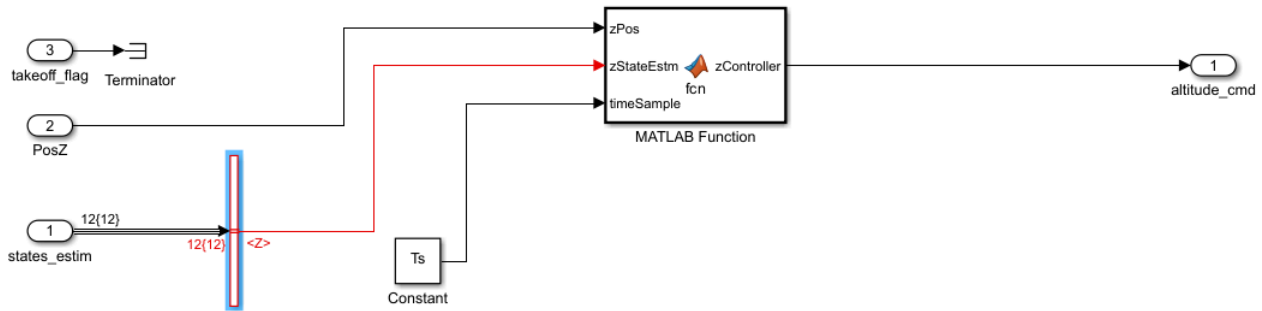 3
takeoff_flag
Terminator
2
PosZ
12{12}
1
states_estim
12{12}
<Z>
Ts
Constant
zPos
zStateEstm
zController
fcn
timeSample
MATLAB Function
1
altitude_cmd